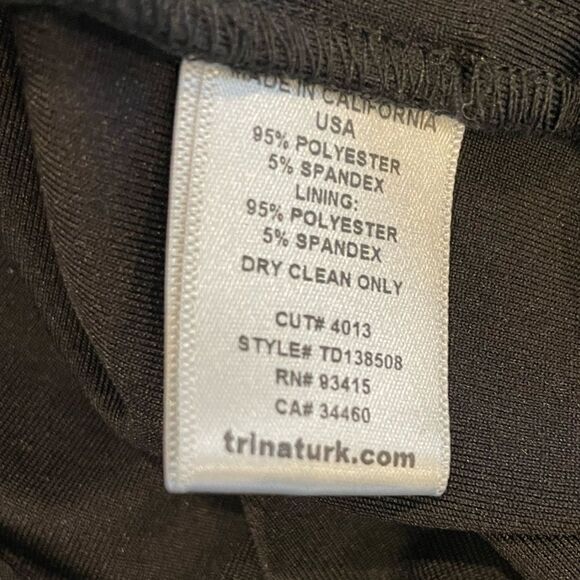 MADE IN CALIFORNIA
USA
95% POLYESTER
5% SPANDEX
LINING:
95% POLYESTER
5% SPANDEX
DRY CLEAN ONLY
CUT# 4013
STYLE# TD138508
RN# 93415
CA# 34460
trinaturk.com